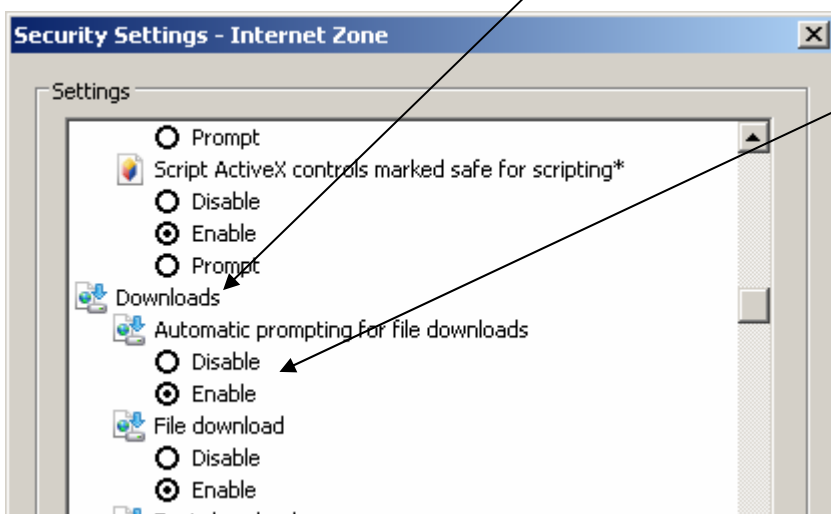 Security Settings - Internet Zone
Settings
Prompt
Script ActiveX controls marked safe for scripting*
Disable
Enable
Prompt
Downloads
Automatic prompting for file downloads
Disable
Enable
File download
Disable
Enable